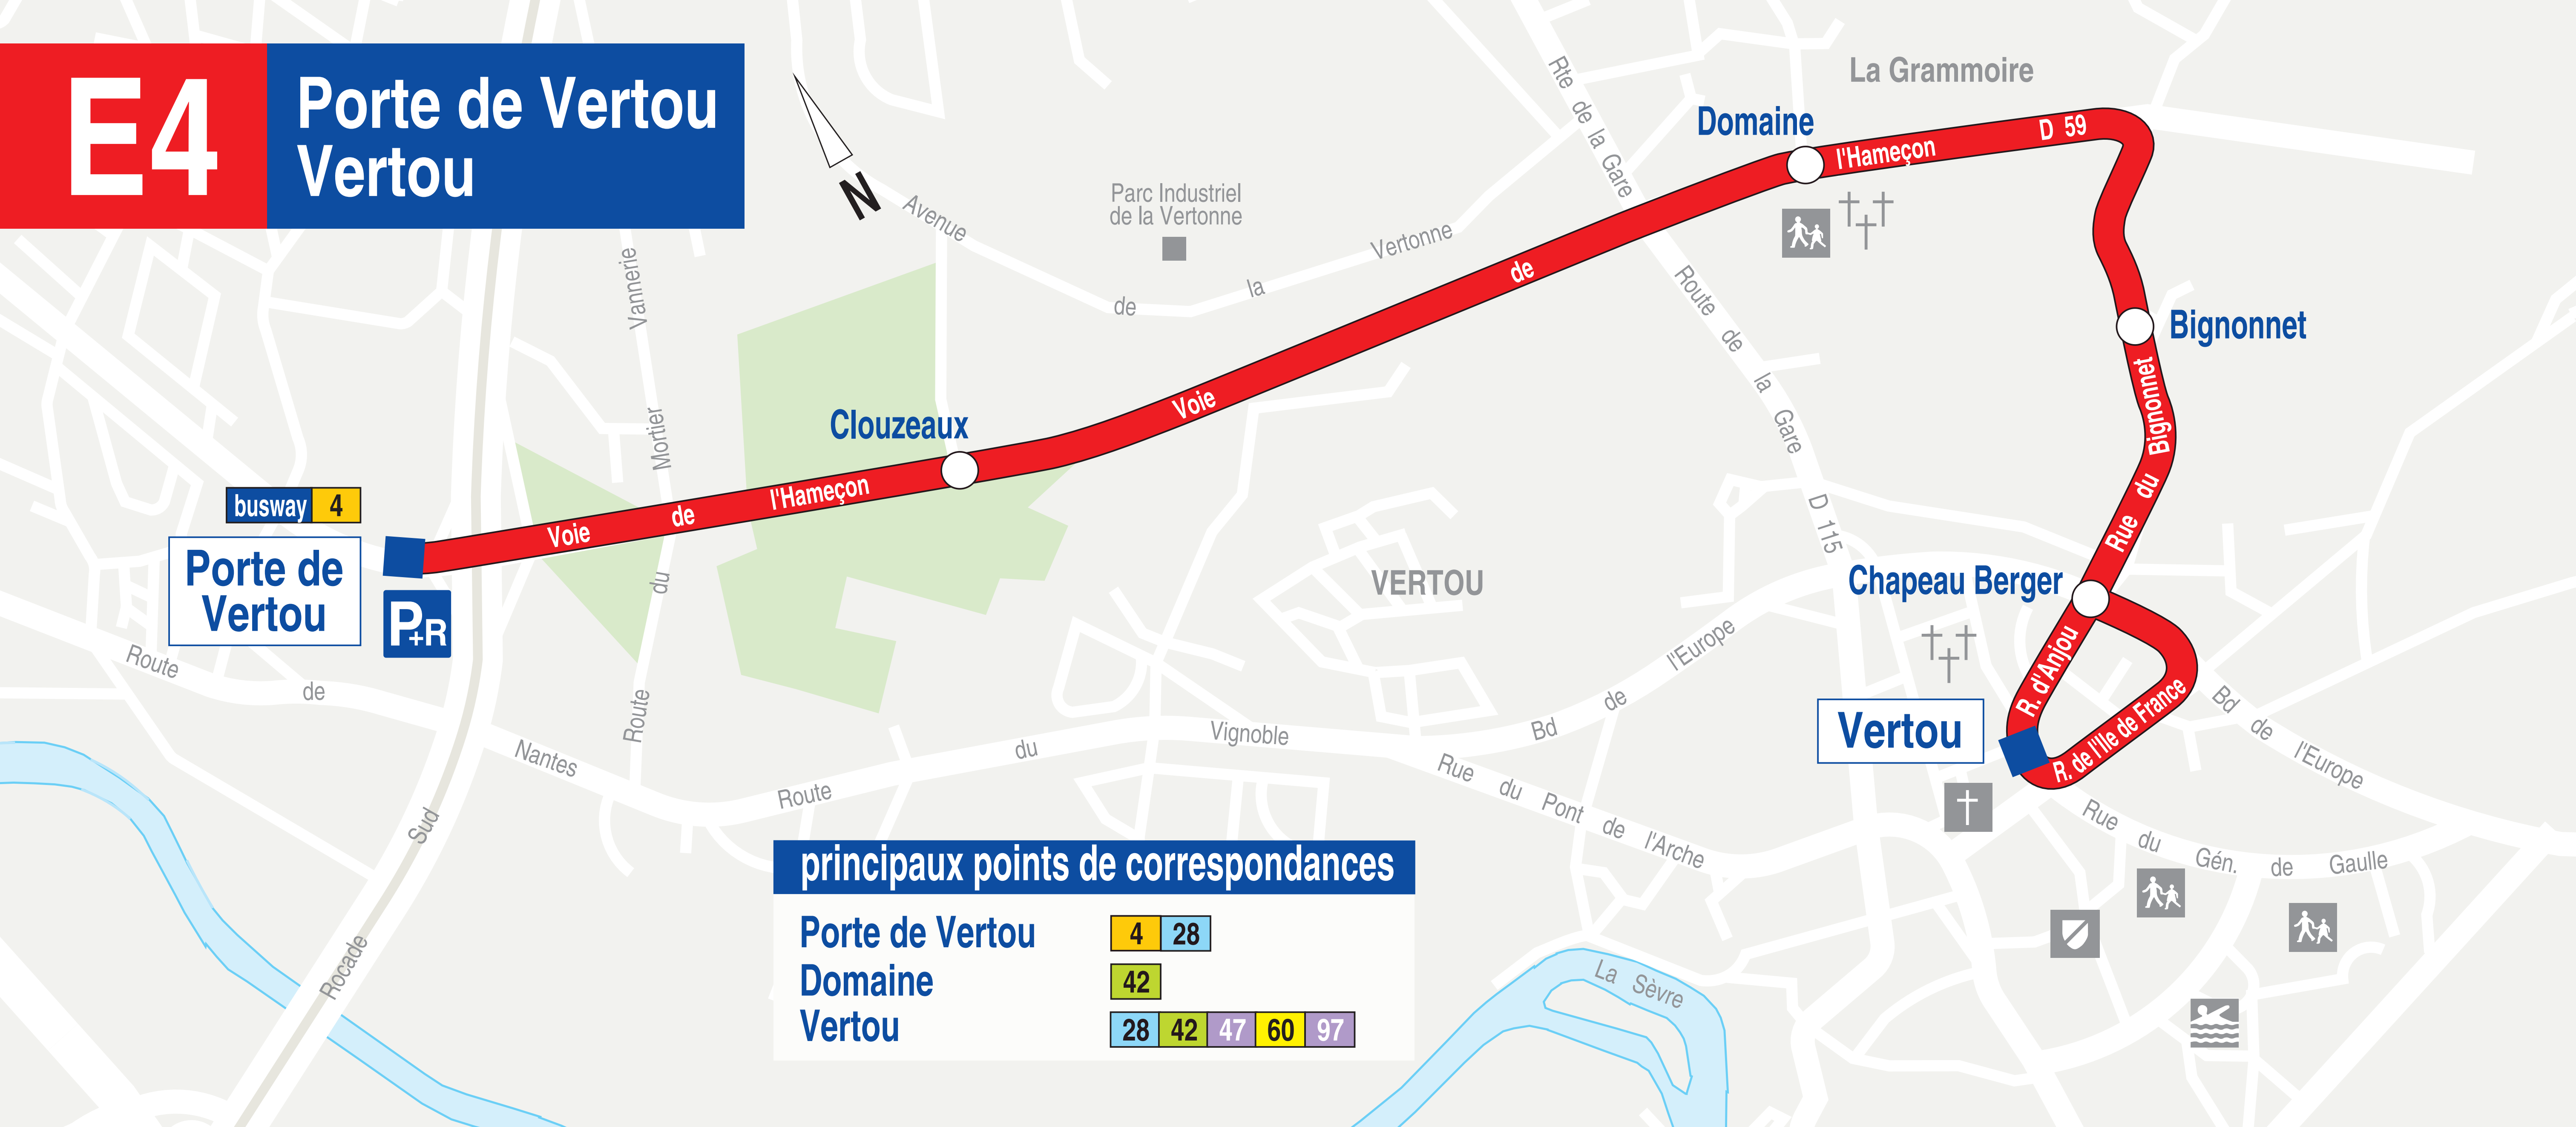 E4
Porte de Vertou
Vertou
N
La Grammoire
Domaine
l'Hameçon
D 59
Rte de la Gare
Parc Industriel
de la Vertonne
Avenue de la Vertonne
Bignonnet
Rue du Bignonnet
Route de la Gare
D 115
Voie de
Clouzeaux
Voie de l'Hameçon
Vannerie
Mortier
du
Route
busway 4
Porte de
Vertou
P+R
VERTOU
Chapeau Berger
R. d'Anjou
R. de l'Ile de France
Vertou
Bd de l'Europe
Bd de l'Europe
Route de Nantes
Route du Vignoble
Rue du Pont de l'Arche
Rue du Gén. de Gaulle
Rocade Sud
La Sèvre
principaux points de correspondances
Porte de Vertou 4 28
Domaine 42
Vertou 28 42 47 60 97